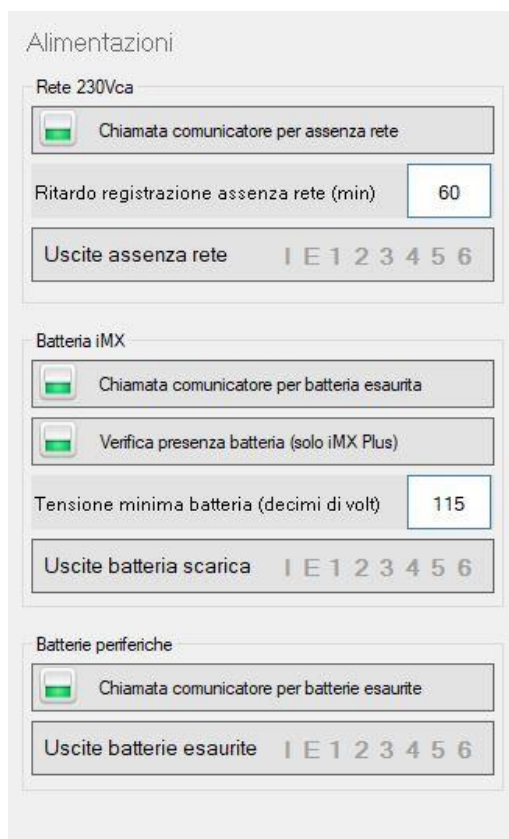 Alimentazioni
Rete 230Vca
Chiamata comunicatore per assenza rete
Ritardo registrazione assenza rete (min) 60
Uscite assenza rete I E 1 2 3 4 5 6
Batteria iMX
Chiamata comunicatore per batteria esaurita
Verifica presenza batteria (solo iMX Plus)
Tensione minima batteria (decimi di volt) 115
Uscite batteria scarica I E 1 2 3 4 5 6
Batterie periferiche
Chiamata comunicatore per batterie esaurite
Uscite batterie esaurite I E 1 2 3 4 5 6